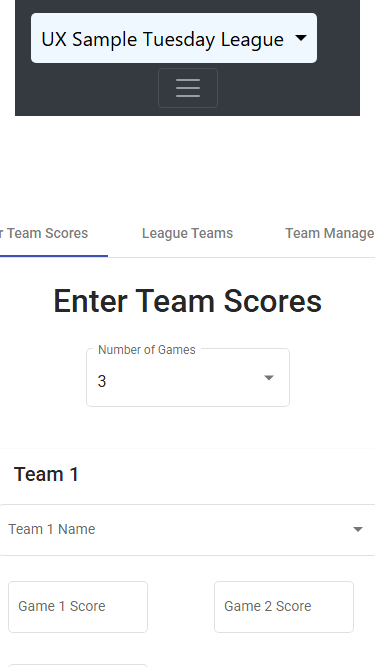 UX Sample Tuesday League
r Team Scores
League Teams
Team Manage
Enter Team Scores
Number of Games
3
Team 1
Team 1 Name
Game 1 Score
Game 2 Score